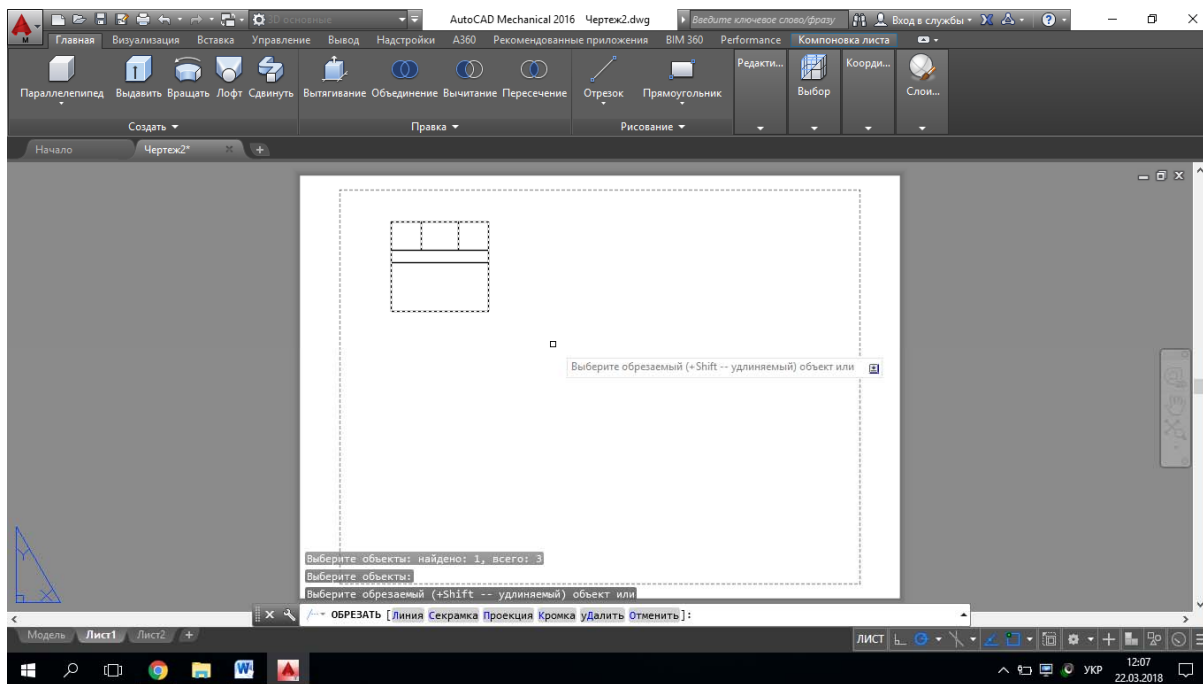 3D основные
AutoCAD Mechanical 2016 Чертеж2.dwg
Введите ключевое слово/фразу
Вход в службы
M
Главная Визуализация Вставка Управление Вывод Надстройки A360 Рекомендованные приложения BIM 360 Performance Компоновка листа
Параллелепипед Выдавить Вращать Лофт Сдвинуть Вытягивание Объединение Вычитание Пересечение Отрезок Прямоугольник Редакти... Выбор Коорди... Слои...
Создать Правка Рисование
Начало Чертеж2*
Выберите обрезаемый (+Shift -- удлиняемый) объект или
Y
X
Выберите объекты: найдено: 1, всего: 3
Выберите объекты:
Выберите обрезаемый (+Shift -- удлиняемый) объект или
ОБРЕЗАТЬ [Линия Секрамка Проекция Кромка уДалить Отменить]:
Модель Лист1 Лист2 +
ЛИСТ
УКР
12:07
22.03.2018